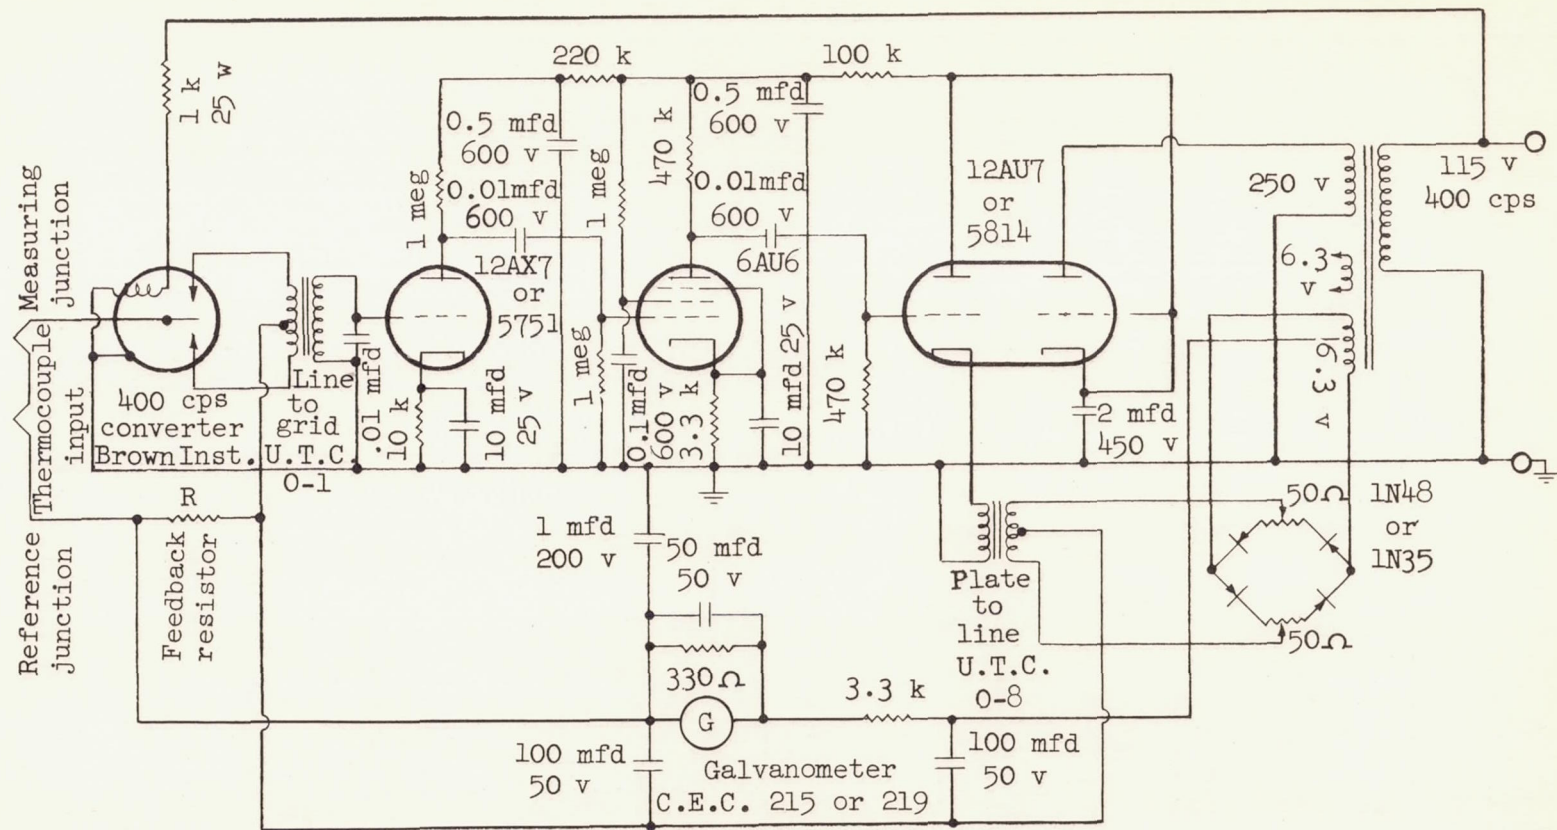 220 k
100 k
1 k
25 w
0.5 mfd
600 v
1 meg
0.01mfd
600 v
12AX7
or
5751
1 meg
470 k
0.5 mfd
600 v
0.01mfd
600 v
6AU6
12AU7
or
5814
250 v
6.3
v
6.3 v
115 v
400 cps
Measuring
junction
Thermocouple
input
Reference
junction
400 cps
converter
Brown Inst.
Line
to
grid
U.T.C.
O-1
.01 mfd
10 k
10 mfd
25 v
1 meg
0.1mfd
600 v
3.3 k
10 mfd 25 v
470 k
2 mfd
450 v
R
Feedback
resistor
1 mfd
200 v
50 mfd
50 v
330Ω
G
Galvanometer
C.E.C. 215 or 219
100 mfd
50 v
3.3 k
100 mfd
50 v
Plate
to
line
U.T.C.
O-8
50Ω
50Ω
1N48
or
1N35